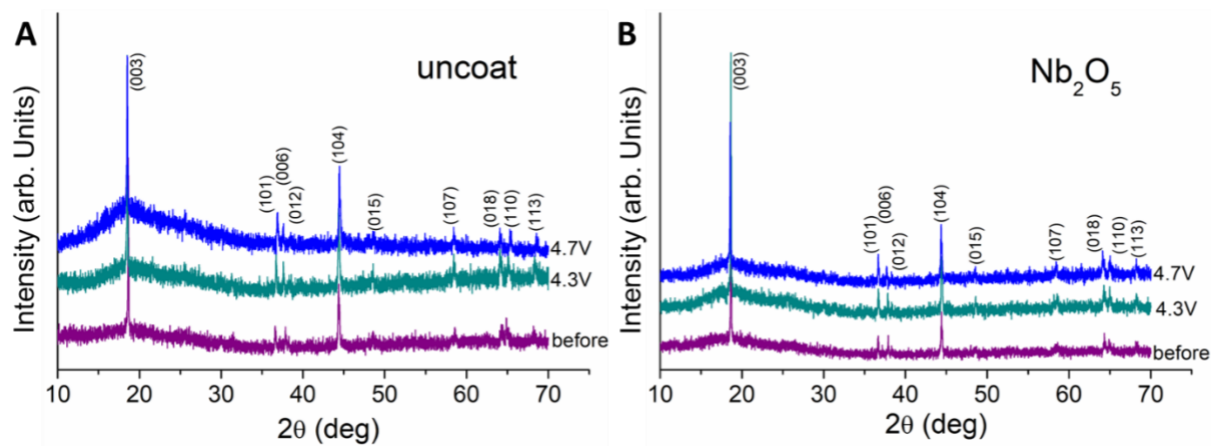 A
uncoat
Intensity (arb. Units)
(003)
(101)
(006)
(012)
(104)
(015)
(107)
(018)
(110)
(113)
4.7V
4.3V
before
10 20 30 40 50 60 70
2θ (deg)
B
Nb₂O₅
Intensity (arb. Units)
(003)
(101)
(006)
(012)
(104)
(015)
(107)
(018)
(110)
(113)
4.7V
4.3V
before
10 20 30 40 50 60 70
2θ (deg)